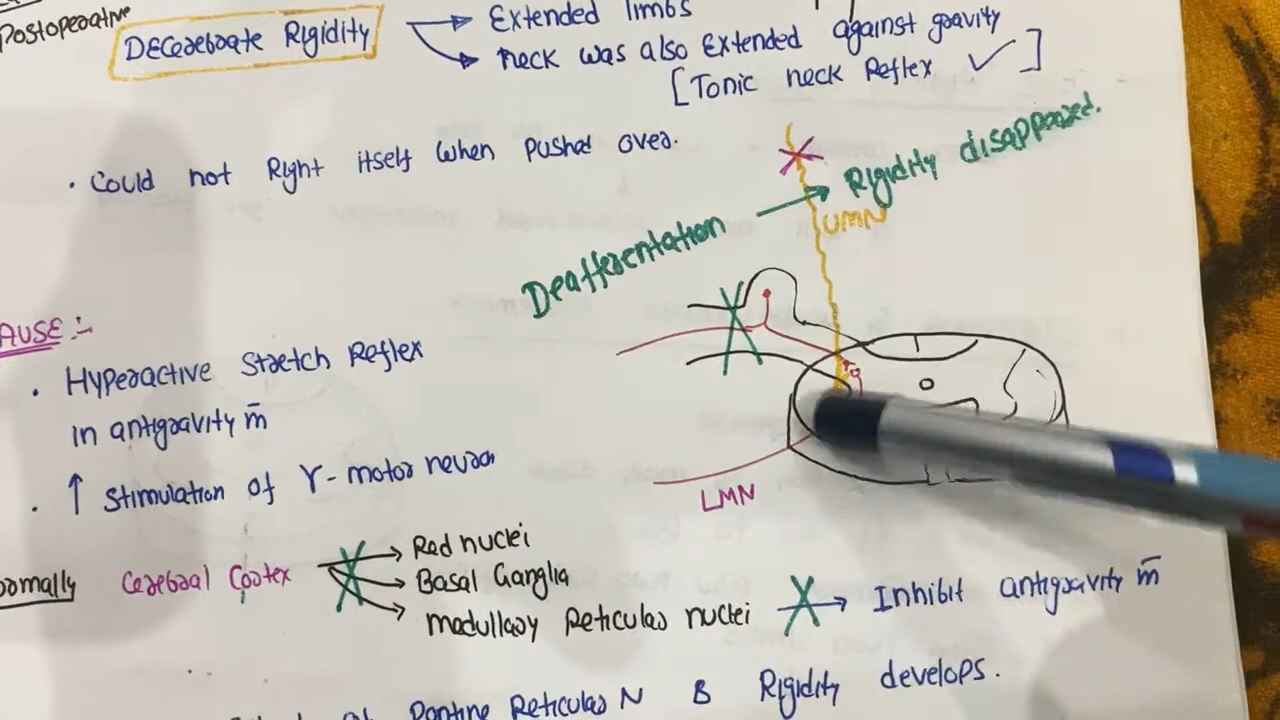 Postoperative
Decerebrate Rigidity
Extended limbs
neck was also Extended against gravity
[Tonic neck Reflex ✓]
• Could not Right itself when pushed over.
Deafferentation → Rigidity disappeared.
UMN
AUSE :-
• Hyperactive Stretch Reflex
in antigravity m̄
• ↑ Stimulation of γ- motor neuron
LMN
ormally Cerebral Cortex
Red nuclei
Basal Ganglia
medullary Reticular nuclei → Inhibit antigravity m̄
Pontine Reticular N & Rigidity develops.